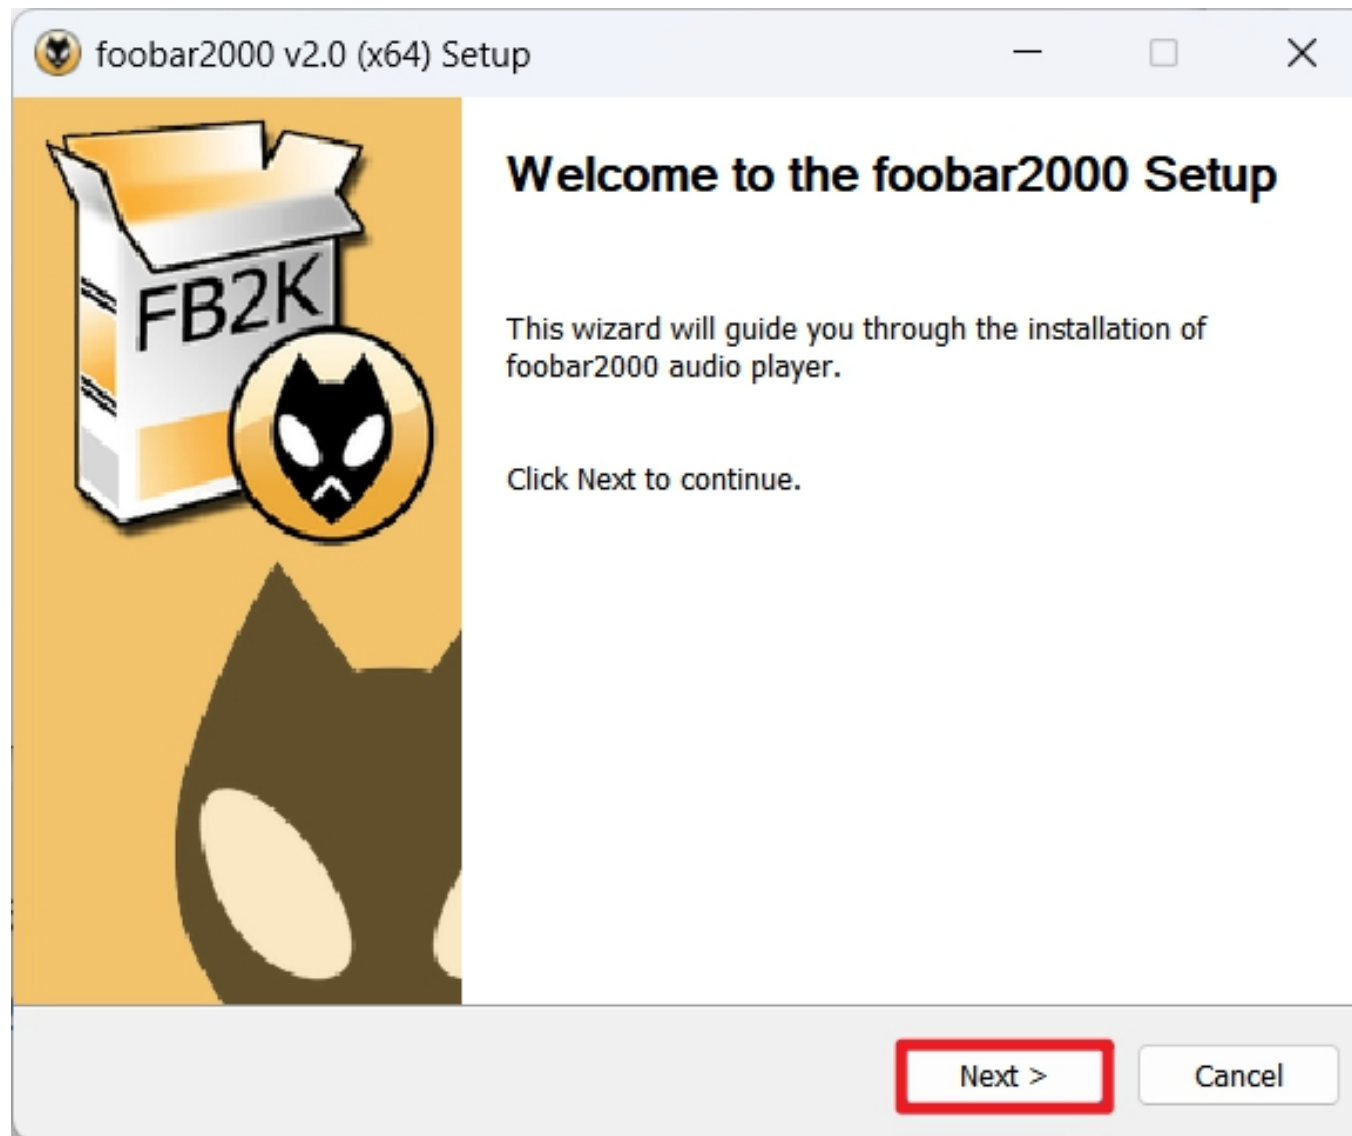 foobar2000 v2.0 (x64) Setup
FB2K
Welcome to the foobar2000 Setup
This wizard will guide you through the installation of
foobar2000 audio player.
Click Next to continue.
Next >
Cancel